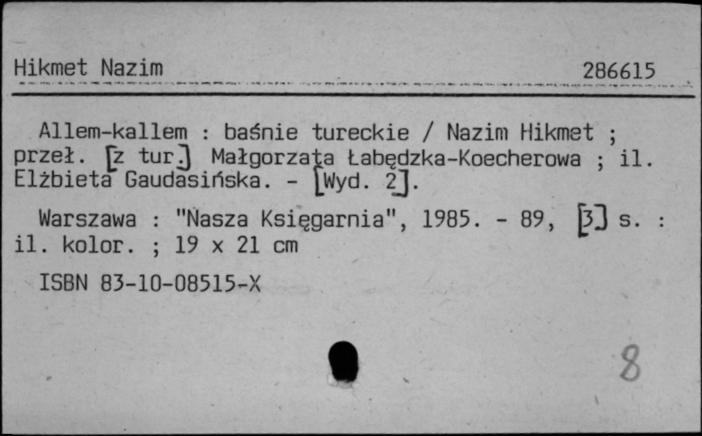 Hikmet Nazim 286615
Allem-kallem : baśnie tureckie / Nazim Hikmet ;
przeł. [z tur.] Małgorzata Łabędzka-Koecherowa ; il.
Elżbieta Gaudasińska. - [Wyd. 2].
Warszawa : "Nasza Księgarnia", 1985. - 89, [3] s. :
il. kolor. ; 19 x 21 cm
ISBN 83-10-08515-X
8